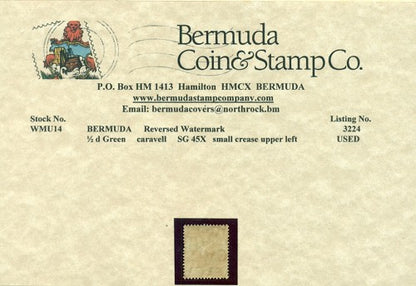 Bermuda
Coin & Stamp Co.
P.O. Box HM 1413 Hamilton HMCX BERMUDA
www.bermudastampcompany.com
Email: bermudacovers@northrock.bm
Stock No. Listing No.
WMU14 BERMUDA Reversed Watermark 3224
½ d Green caravell SG 45X small crease upper left USED